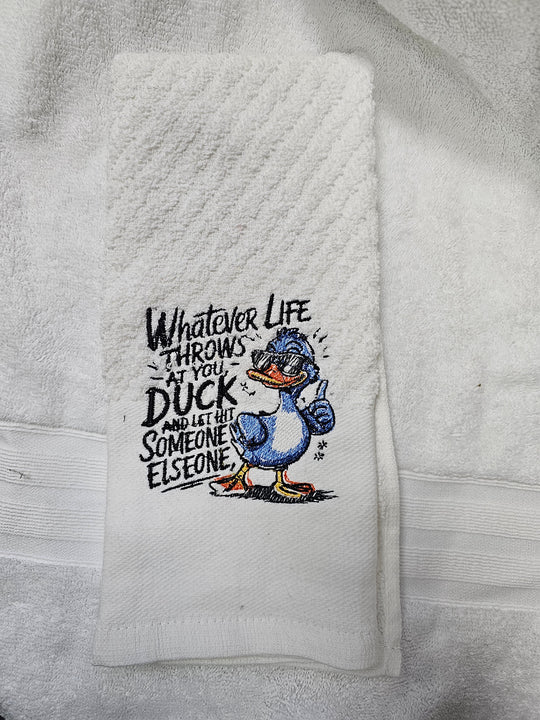 Whatever Life
Throws
- At You, -
Duck
And Let Hit
Someone
Elseone,